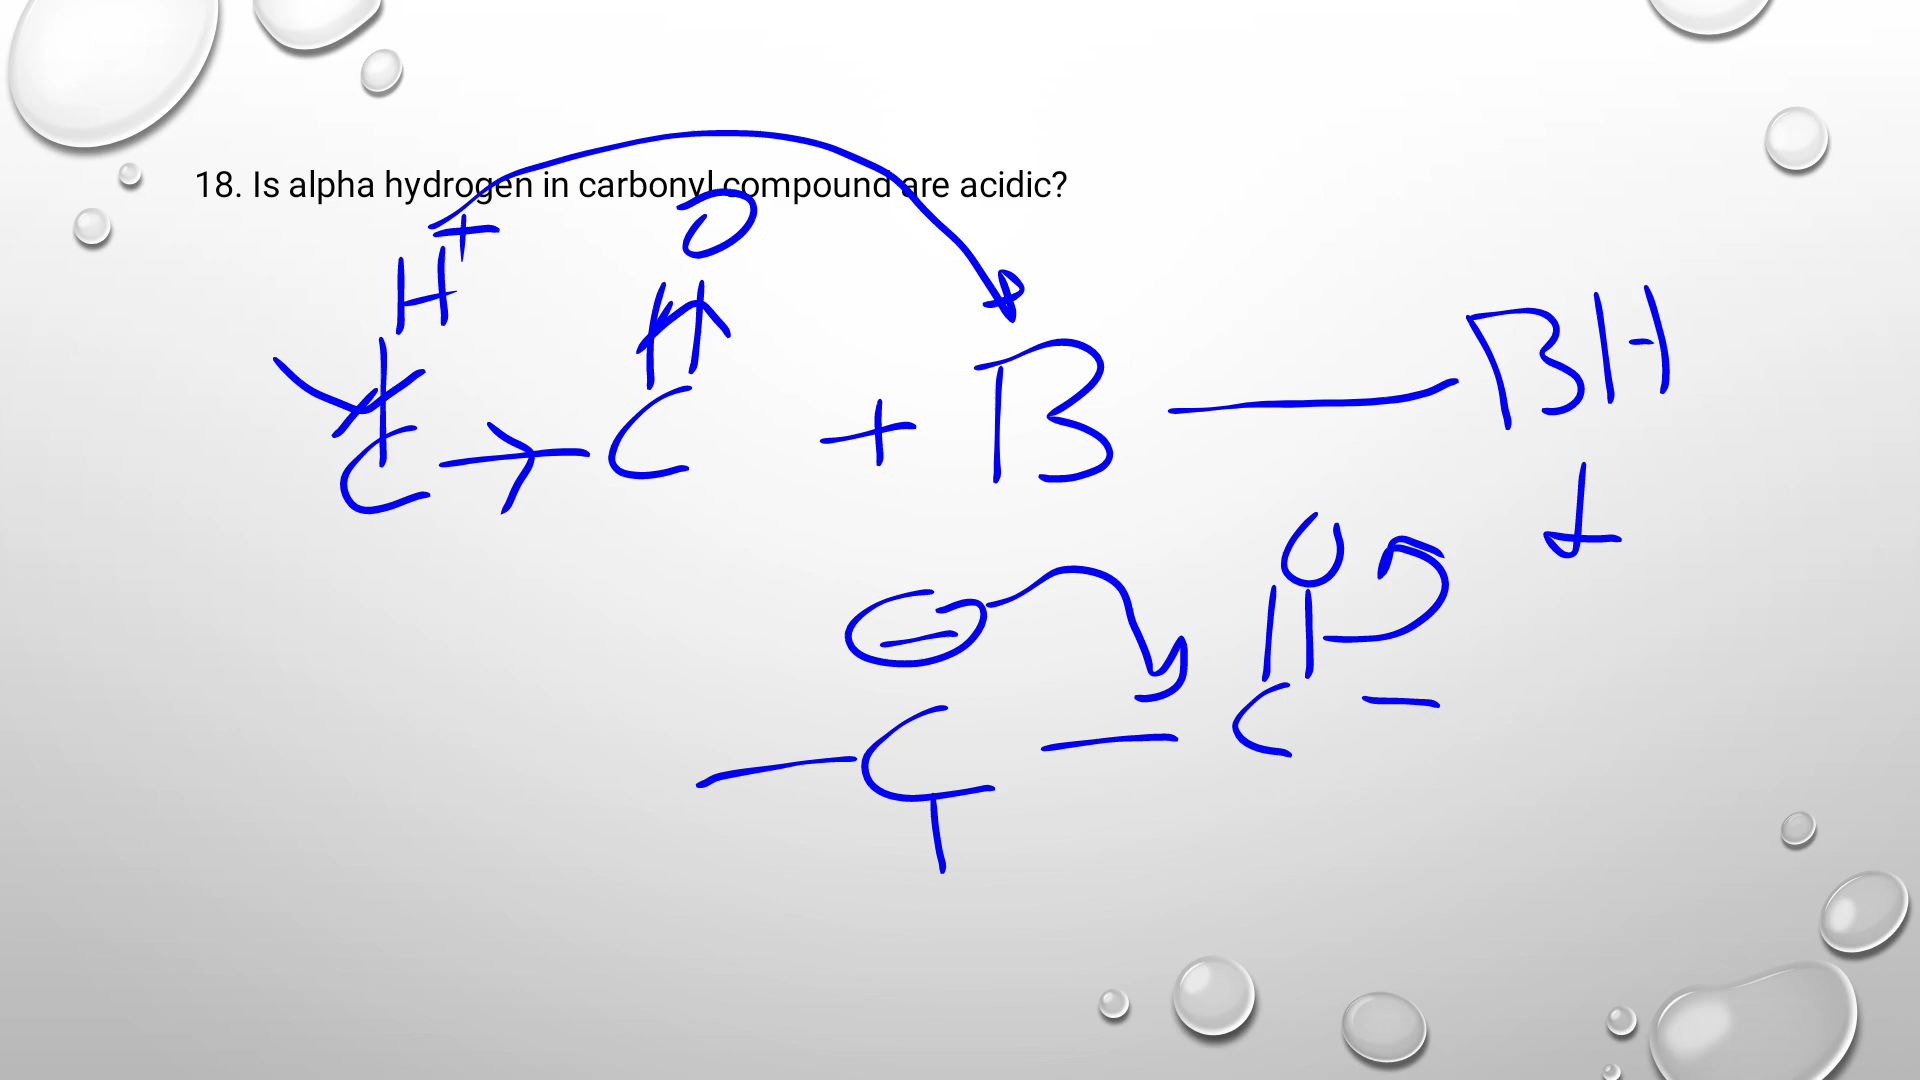 18. Is alpha hydrogen in carbonyl compound are acidic?
H+ O
C C + B BH
+
O
C C